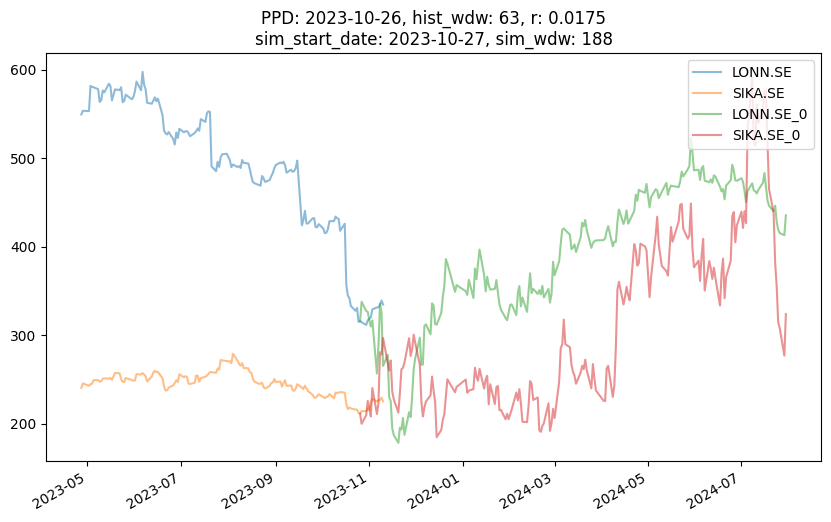 PPD: 2023-10-26, hist_wdw: 63, r: 0.0175
sim_start_date: 2023-10-27, sim_wdw: 188
LONN.SE
SIKA.SE
LONN.SE_0
SIKA.SE_0
600
500
400
300
200
2023-05
2023-07
2023-09
2023-11
2024-01
2024-03
2024-05
2024-07